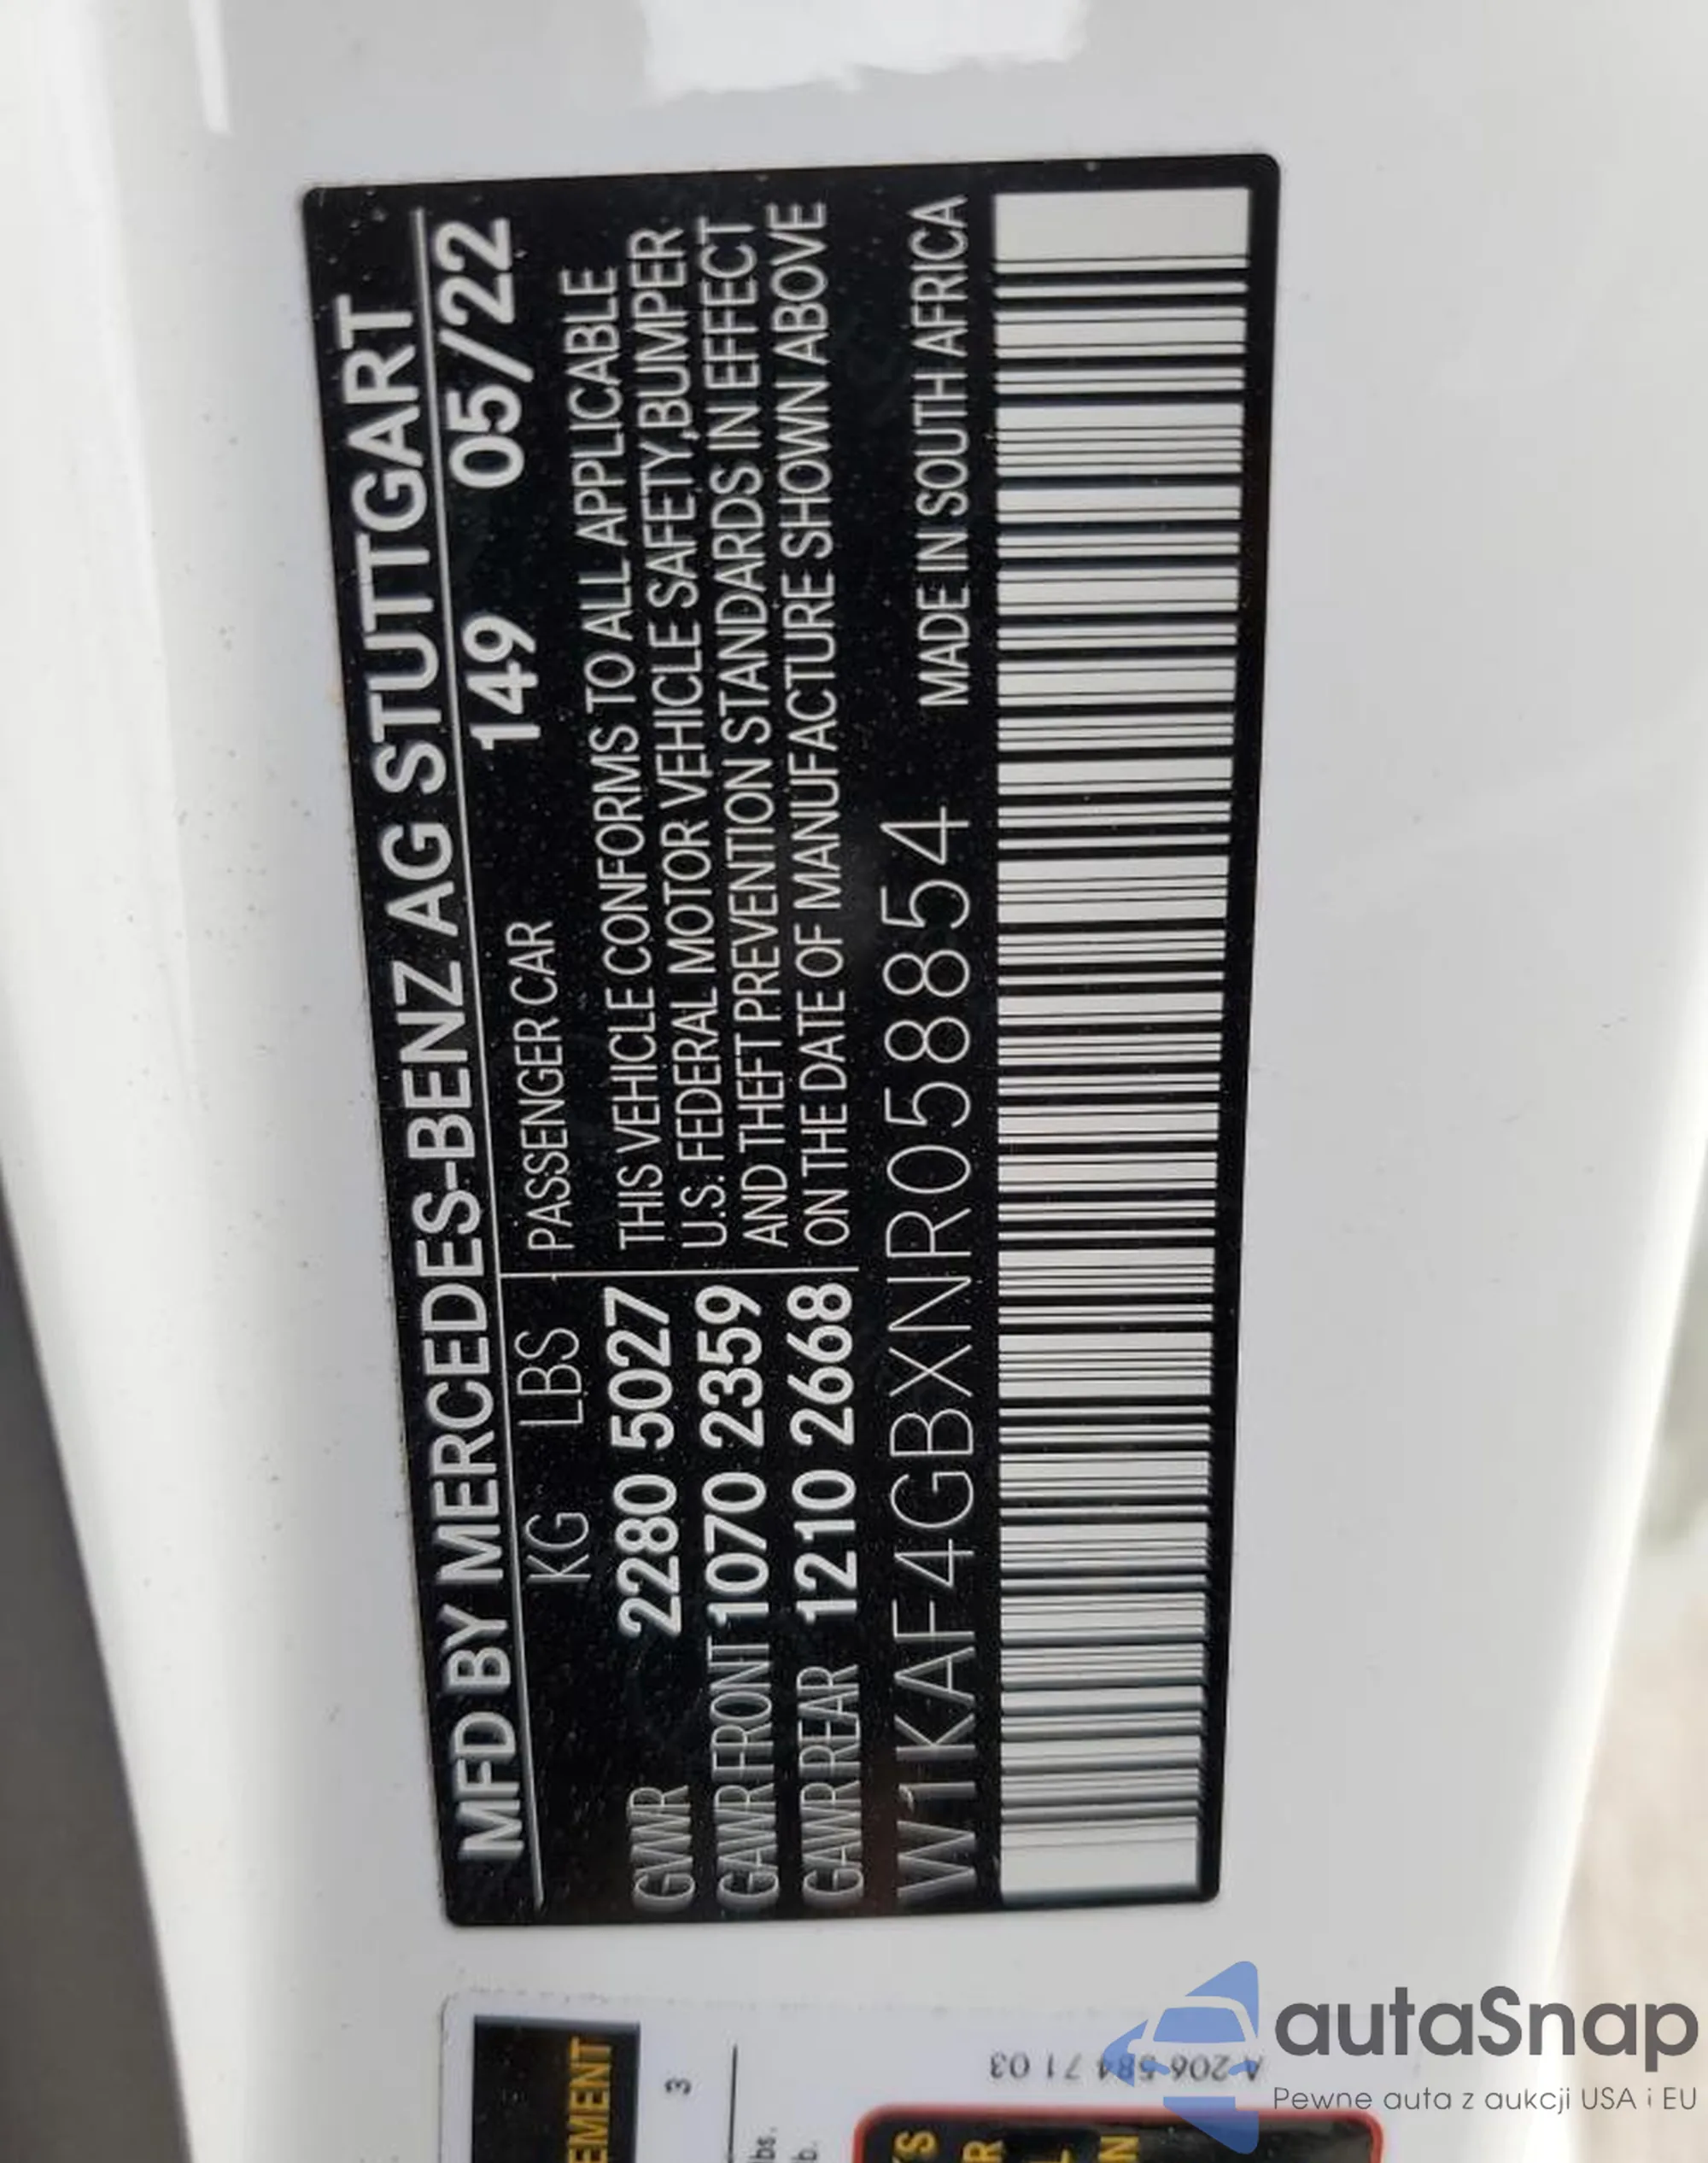 MFD BY MERCEDES-BENZ AG STUTTGART
KG LBS PASSENGER CAR 149 05/22
GVWR 2280 5027 THIS VEHICLE CONFORMS TO ALL APPLICABLE
U.S. FEDERAL MOTOR VEHICLE SAFETY, BUMPER
GAWR FRONT 1070 2359 AND THEFT PREVENTION STANDARDS IN EFFECT
GAWR REAR 1210 2668 ON THE DATE OF MANUFACTURE SHOWN ABOVE
W1KAF4GBXNR058854 MADE IN SOUTH AFRICA
EMENT
3
bs.
b.
A 206 584 71 03
autaSnap
Pewne auta z aukcji USA i EU